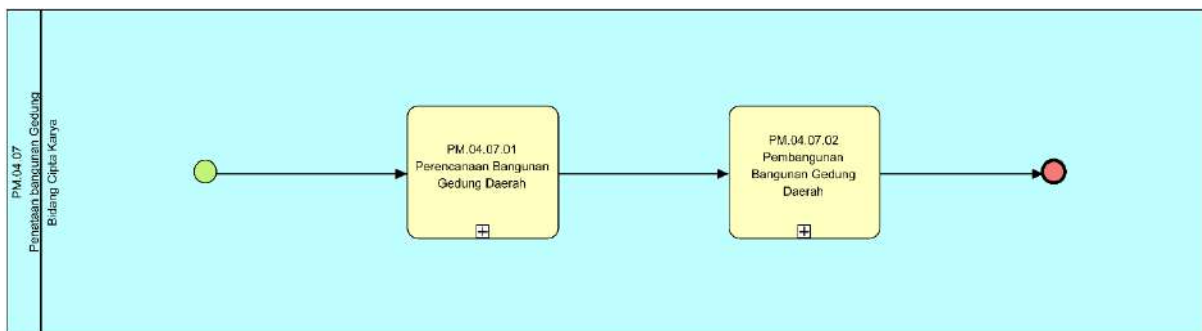 PM.04.07
Penataan bangunan Gedung
Bidang Cipta Karya
PM.04.07.01
Perencanaan Bangunan
Gedung Daerah
PM.04.07.02
Pembangunan
Bangunan Gedung
Daerah